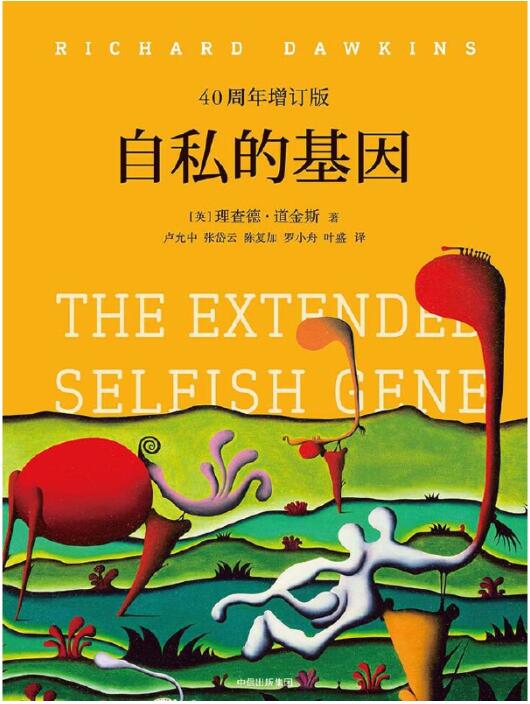 RICHARD DAWKINS
40周年增订版
自私的基因
[英]理查德·道金斯 著
卢允中 张岱云 陈复加 罗小舟 叶盛 译
THE EXTENDED
SELFISH GENE
中信出版集团